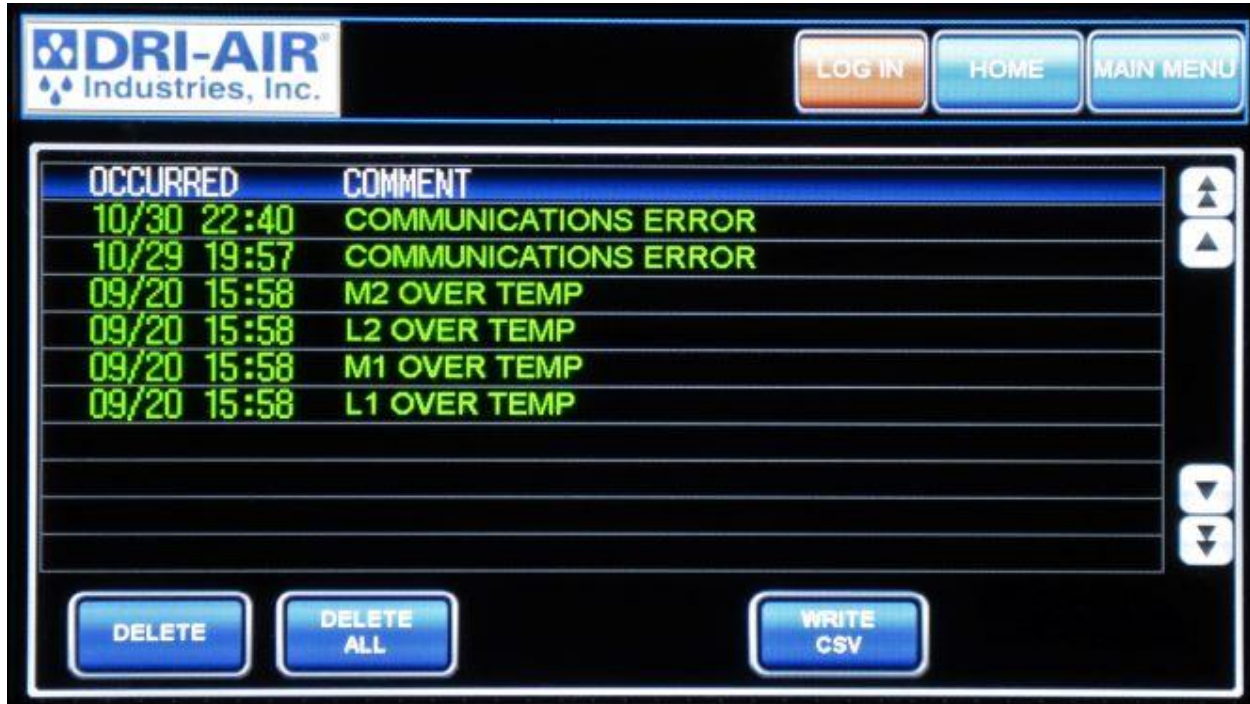 DRI-AIR®
Industries, Inc.
LOG IN
HOME
MAIN MENU
OCCURRED COMMENT
10/30 22:40 COMMUNICATIONS ERROR
10/29 19:57 COMMUNICATIONS ERROR
09/20 15:58 M2 OVER TEMP
09/20 15:58 L2 OVER TEMP
09/20 15:58 M1 OVER TEMP
09/20 15:58 L1 OVER TEMP
DELETE
DELETE
ALL
WRITE
CSV